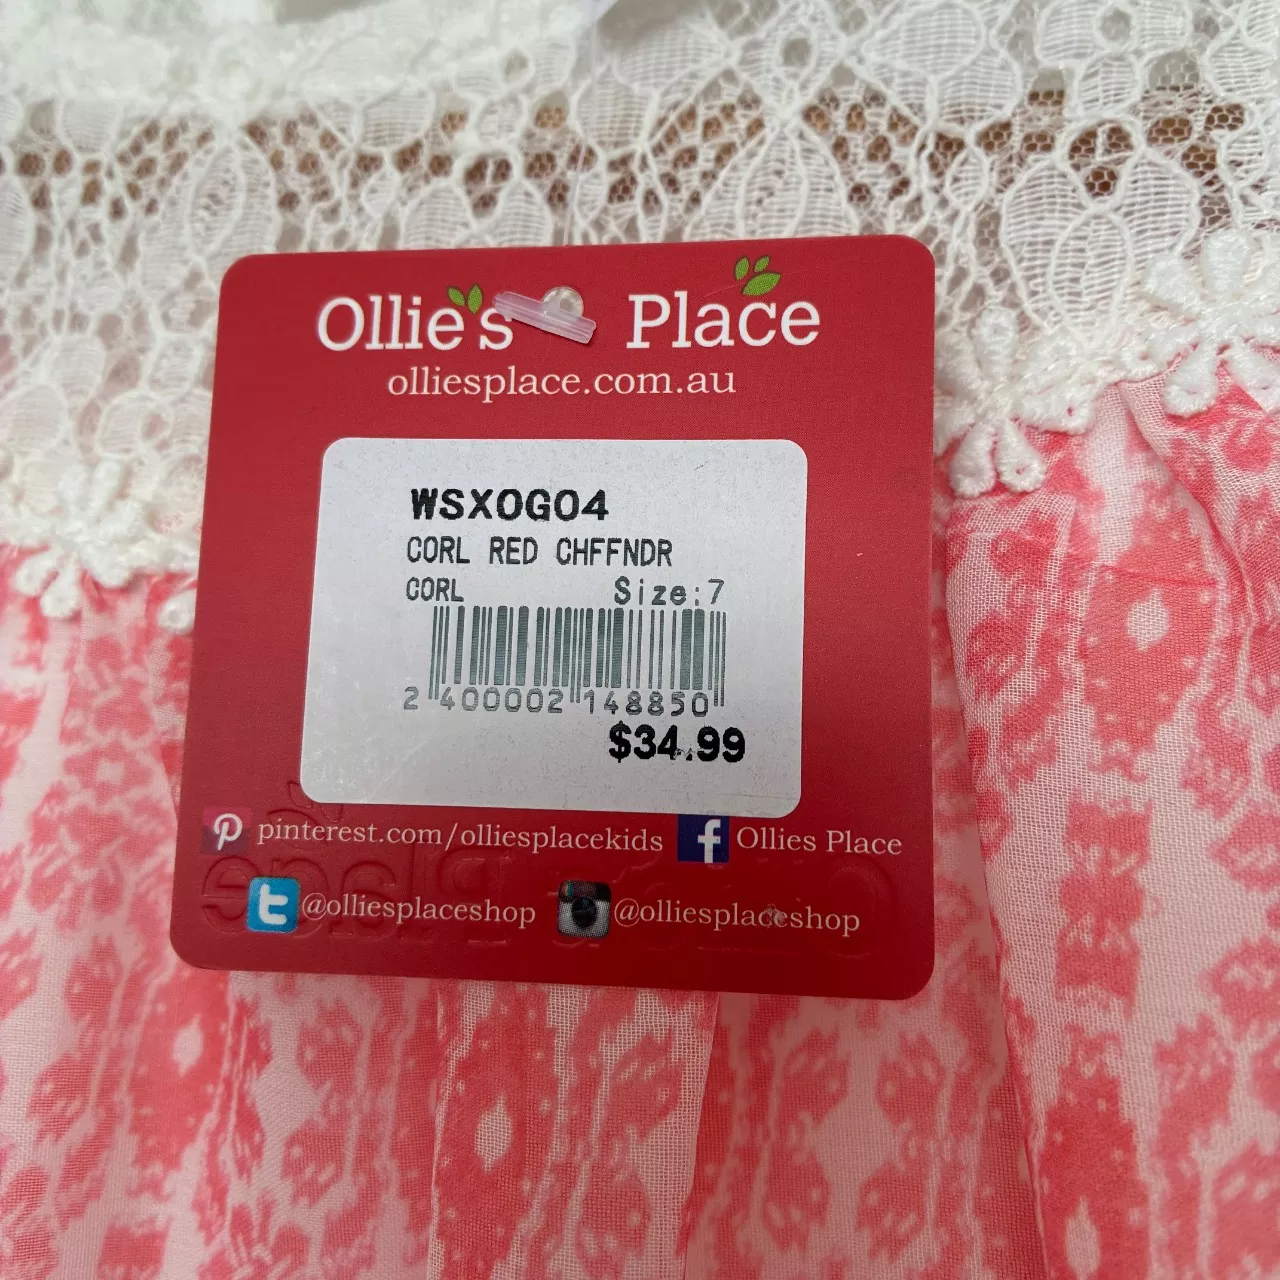 Ollie's Place
olliesplace.com.au
WSX0G04
CORL RED CHFFNDR
CORL Size:7
2 400002 148850
$34.99
pinterest.com/olliesplacekids f Ollies Place
t @olliesplaceshop @olliesplaceshop